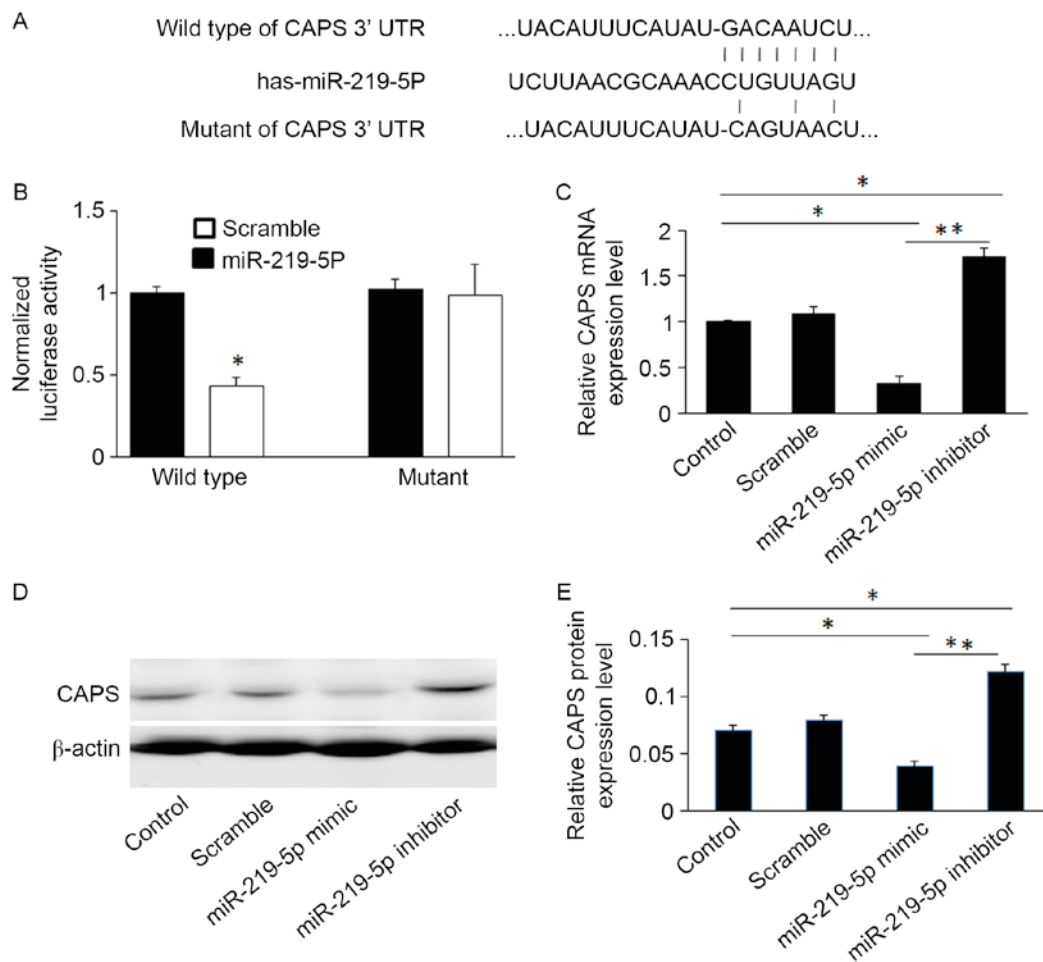 A
Wild type of CAPS 3' UTR ...UACAUUUCAUAU-GACAAUCU...
has-miR-219-5P UCUUAACGCAAACCUGUUAGU
Mutant of CAPS 3' UTR ...UACAUUUCAUAU-CAGUAACU...
B
Normalized
luciferase activity
1
0.5
0
Scramble
miR-219-5P
*
Wild type
Mutant
C
Relative CAPS mRNA
expression level
2
1.5
1
0.5
0
*
*
**
Control
Scramble
miR-219-5p mimic
miR-219-5p inhibitor
D
CAPS
β-actin
Control
Scramble
miR-219-5p mimic
miR-219-5p inhibitor
E
Relative CAPS protein
expression level
0.15
0.1
0.05
0
*
*
**
Control
Scramble
miR-219-5p mimic
miR-219-5p inhibitor